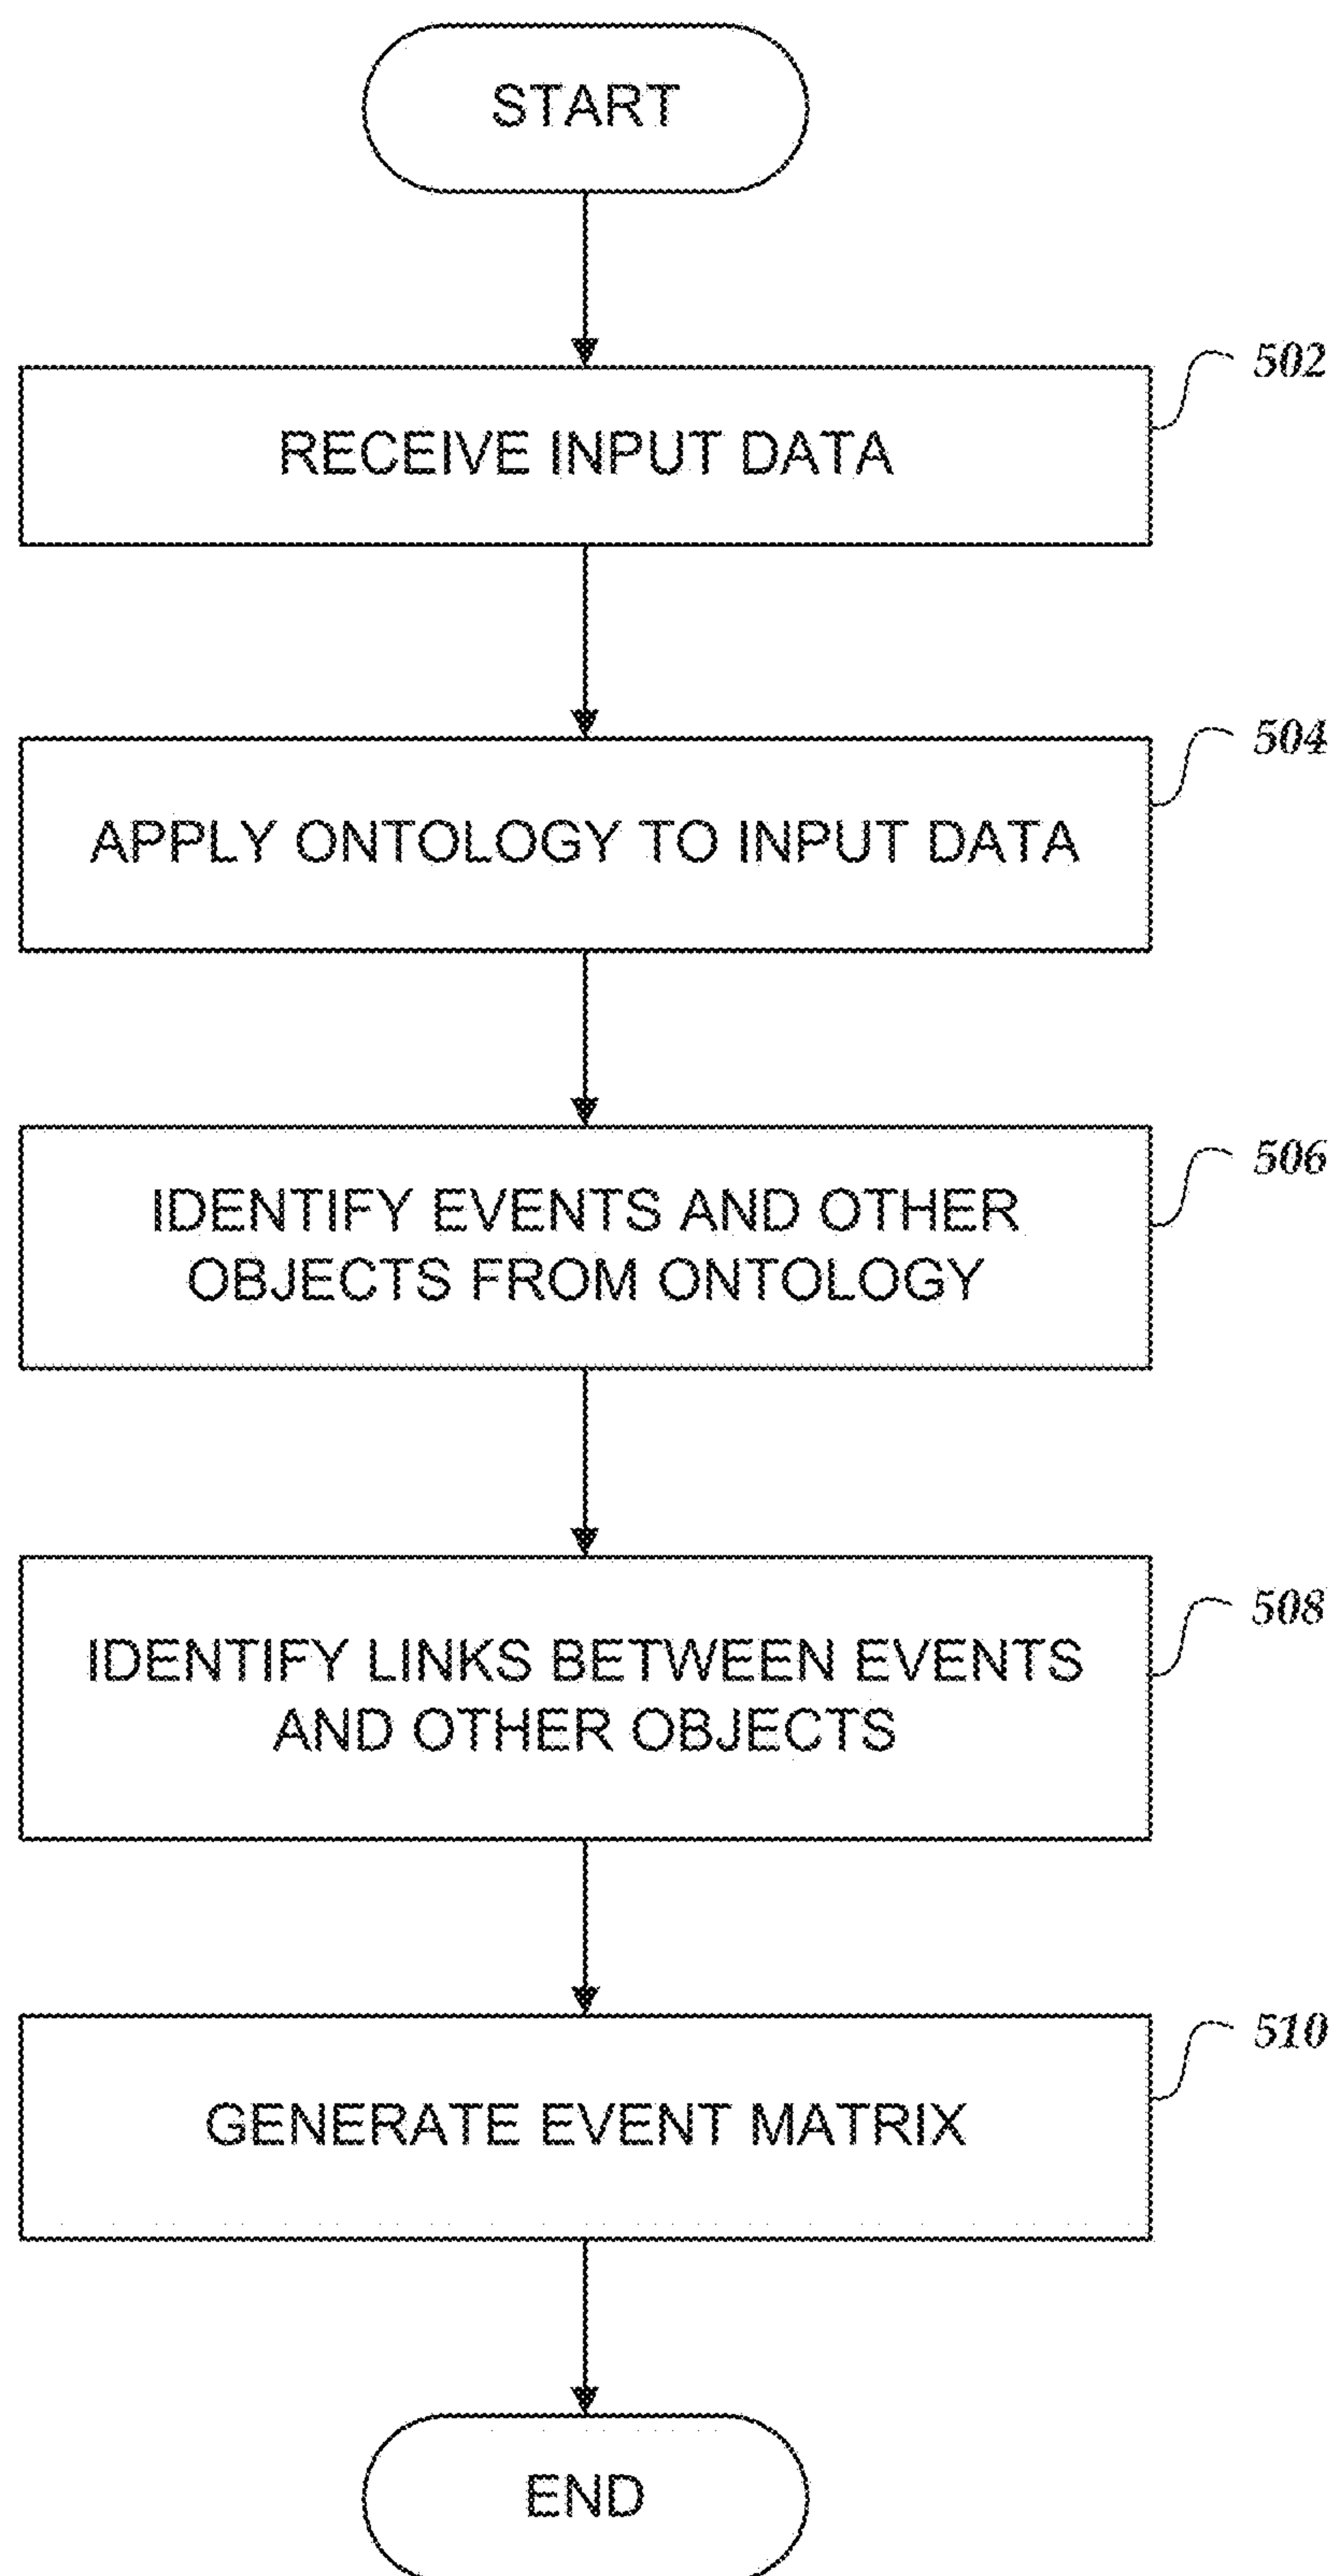 START
502
RECEIVE INPUT DATA
504
APPLY ONTOLOGY TO INPUT DATA
506
IDENTIFY EVENTS AND OTHER
OBJECTS FROM ONTOLOGY
508
IDENTIFY LINKS BETWEEN EVENTS
AND OTHER OBJECTS
510
GENERATE EVENT MATRIX
END